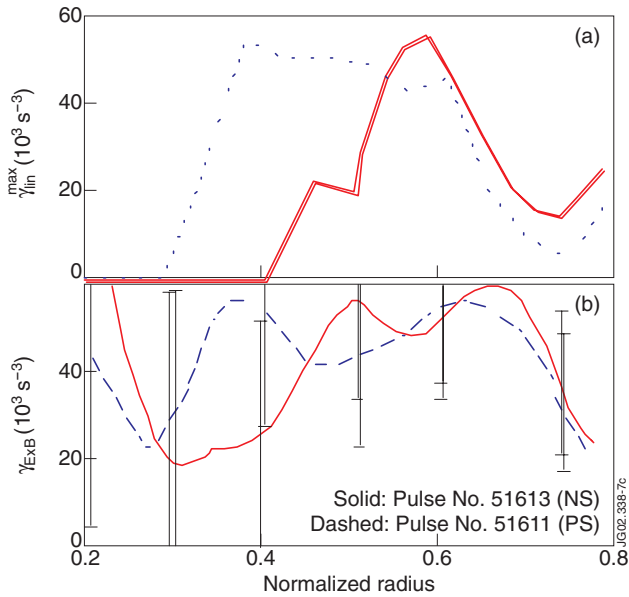 60
(a)
40
20
0
γ_lin^max (10³ s⁻³)
(b)
40
20
0
γ_ExB (10³ s⁻³)
Solid: Pulse No. 51613 (NS)
Dashed: Pulse No. 51611 (PS)
0.2 0.4 0.6 0.8
Normalized radius
JG02.338-7c